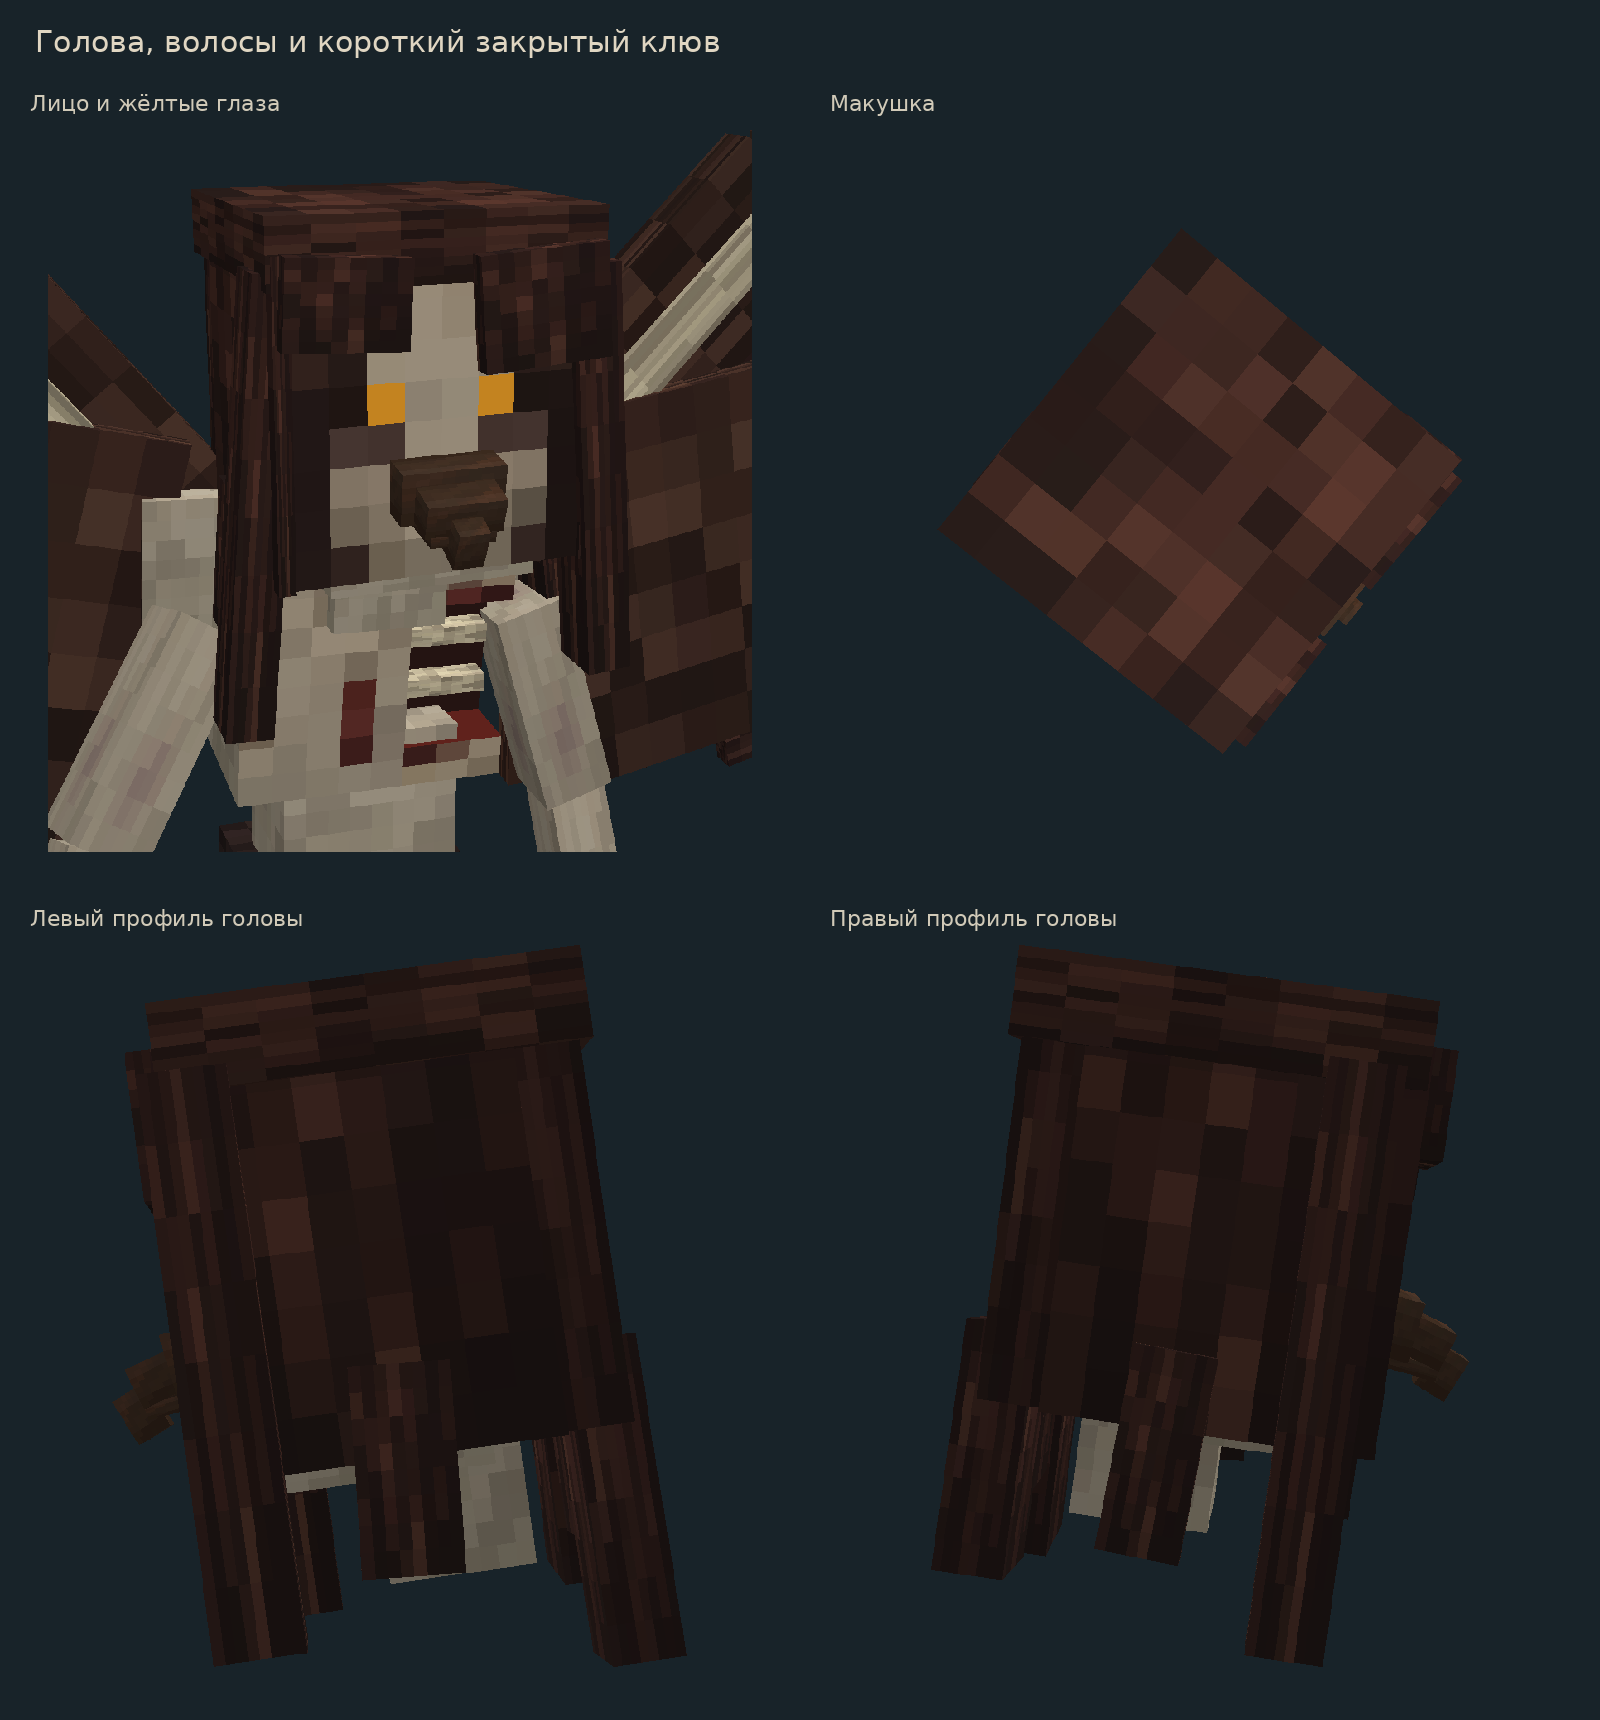 Голова, волосы и короткий закрытый клюв
Лицо и жёлтые глаза
Макушка
Левый профиль головы
Правый профиль головы